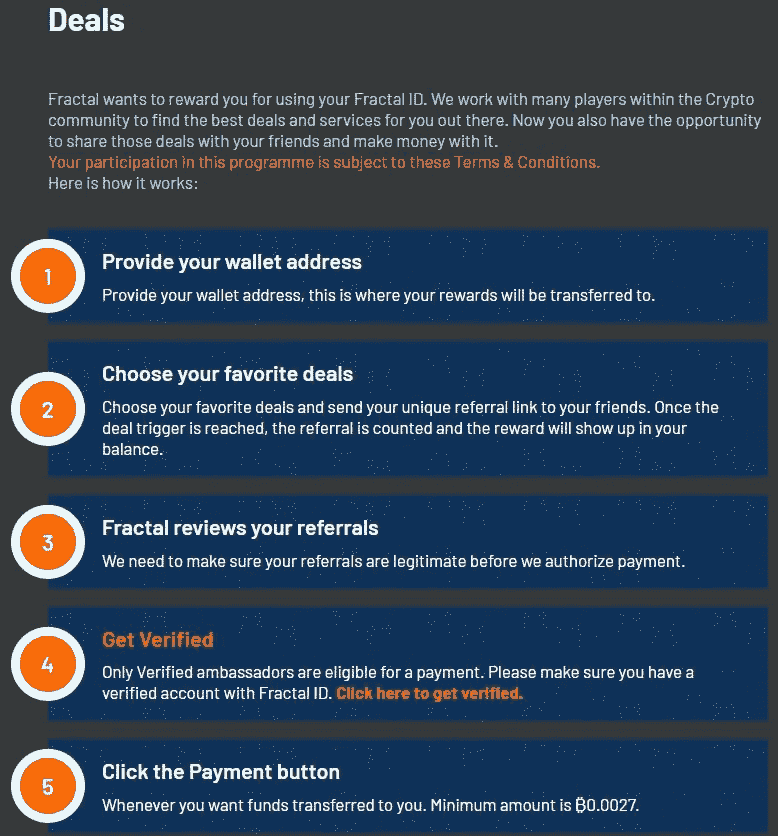 Deals
Fractal wants to reward you for using your Fractal ID. We work with many players within the Crypto
community to find the best deals and services for you out there. Now you also have the opportunity
to share those deals with your friends and make money with it.
Your participation in this programme is subject to these Terms & Conditions.
Here is how it works:
1
Provide your wallet address
Provide your wallet address, this is where your rewards will be transferred to.
2
Choose your favorite deals
Choose your favorite deals and send your unique referral link to your friends. Once the
deal trigger is reached, the referral is counted and the reward will show up in your
balance.
3
Fractal reviews your referrals
We need to make sure your referrals are legitimate before we authorize payment.
4
Get Verified
Only Verified ambassadors are eligible for a payment. Please make sure you have a
verified account with Fractal ID. Click here to get verified.
5
Click the Payment button
Whenever you want funds transferred to you. Minimum amount is ₿0.0027.